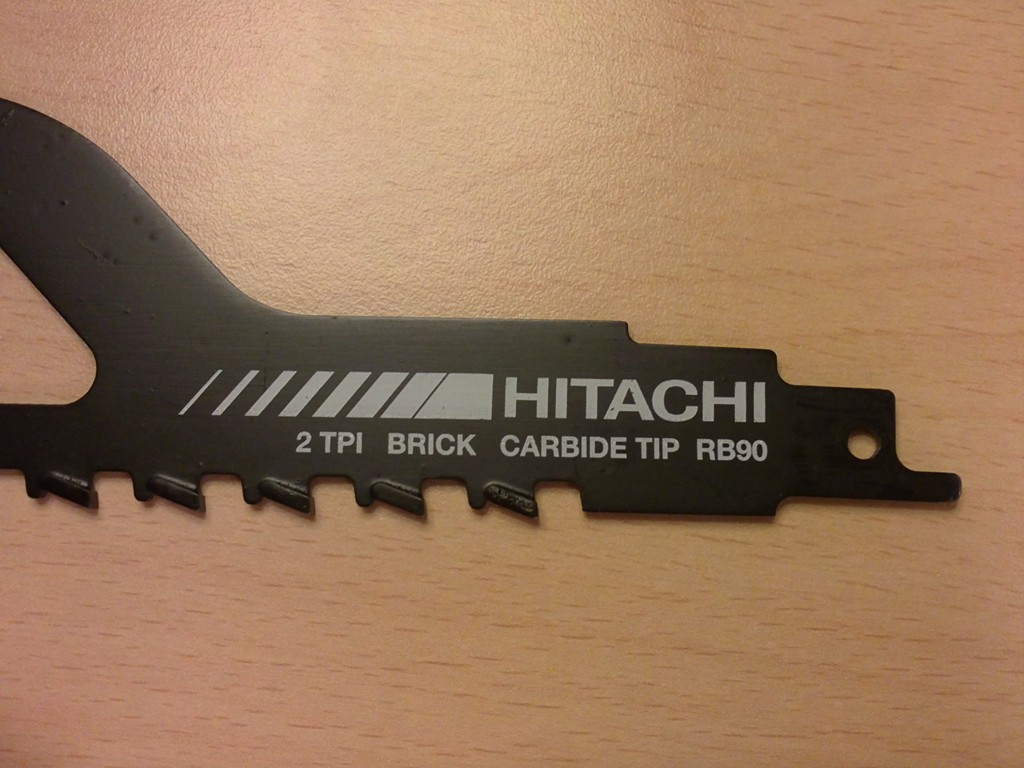 HITACHI
2 TPI BRICK CARBIDE TIP RB90